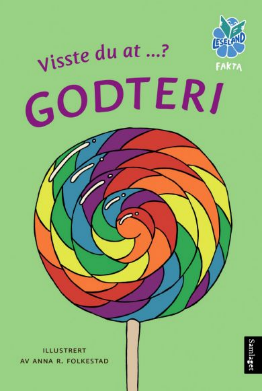 Visste du at ...?
GODTERI
LESELAND
FAKTA
ILLUSTRERT
AV ANNA R. FOLKESTAD
Samlaget